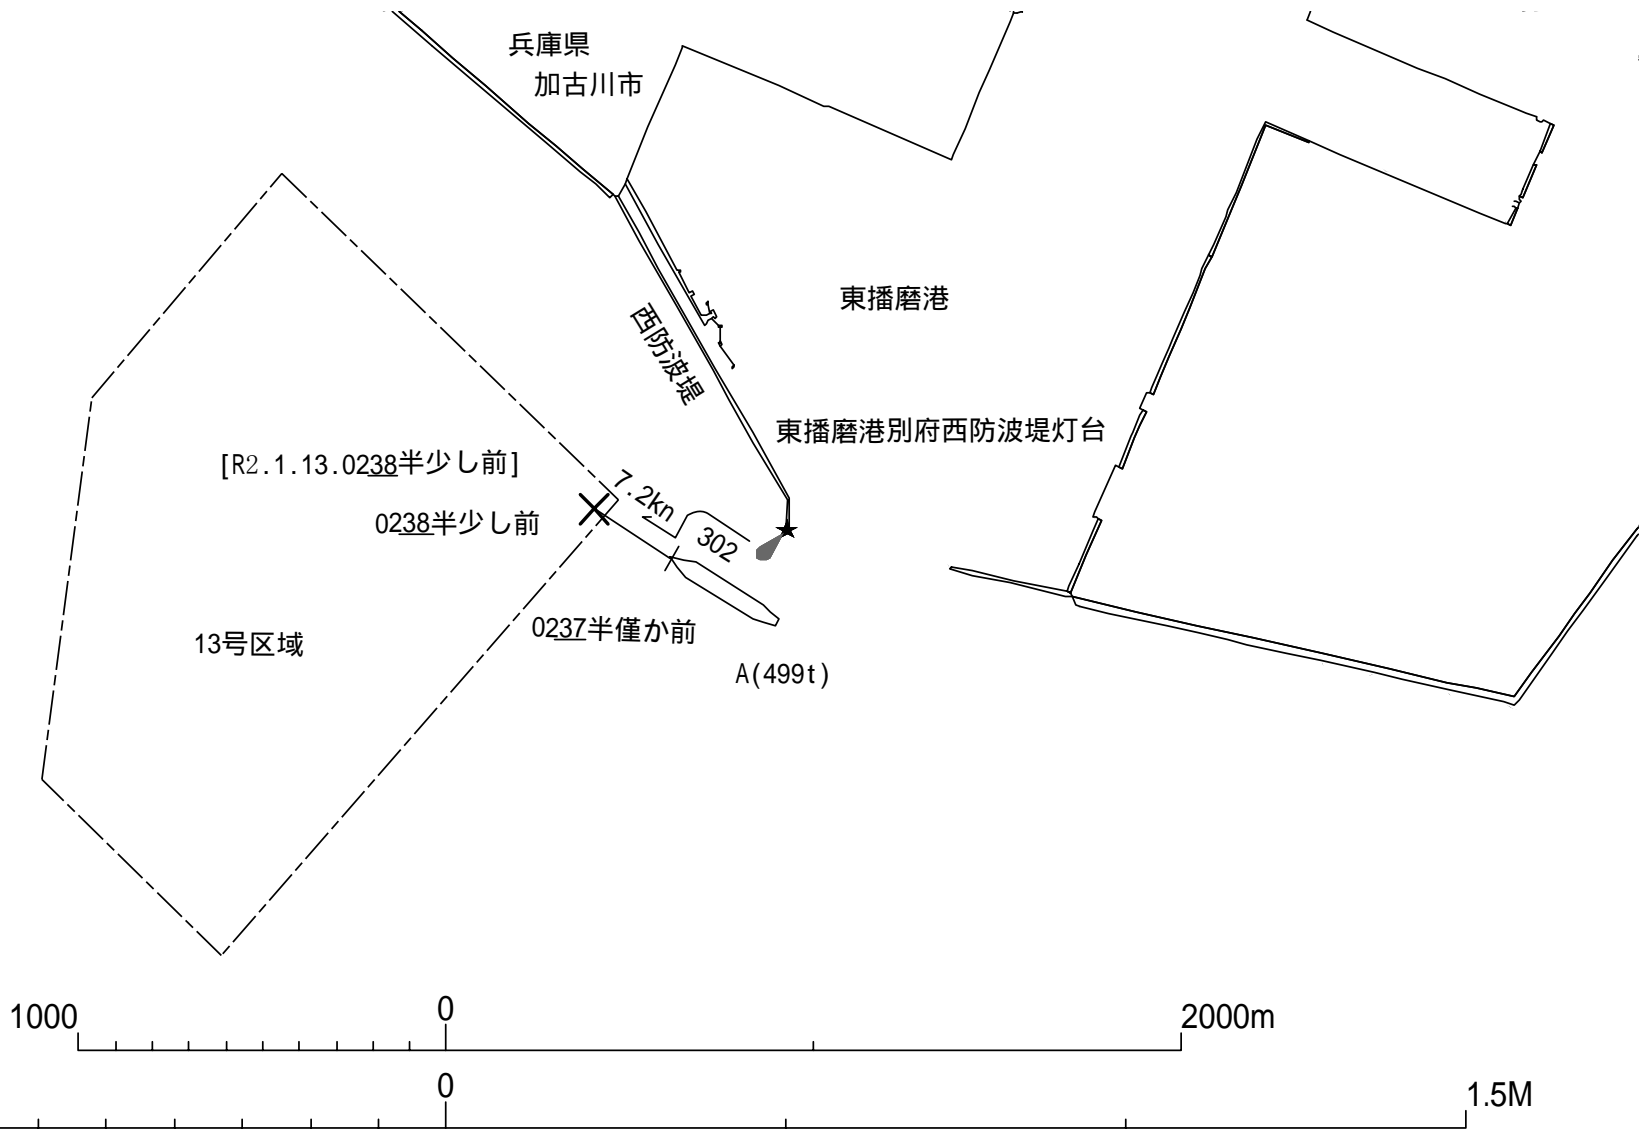 兵庫県
加古川市
東播磨港
西防波堤
東播磨港別府西防波堤灯台
[R2.1.13.0238半少し前]
7.2kn
0238半少し前
302
0237半僅か前
13号区域
A(499t)
1000 0 2000m
0 1.5M